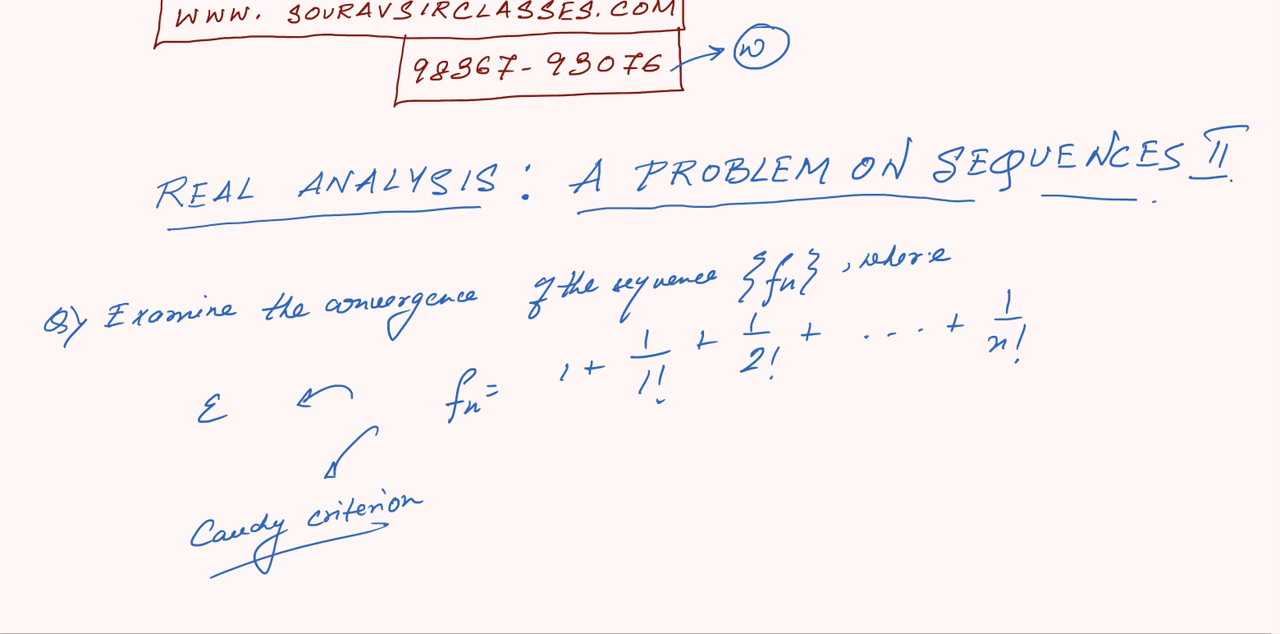 WWW. SOURAVSIRCLASSES.COM
98367-93076 → W
REAL ANALYSIS: A PROBLEM ON SEQUENCES II
Q) Examine the convergence of the sequence {fn}, where
ε fn = 1 + 1/1! + 1/2! + .... + 1/n!
Cauchy criterion